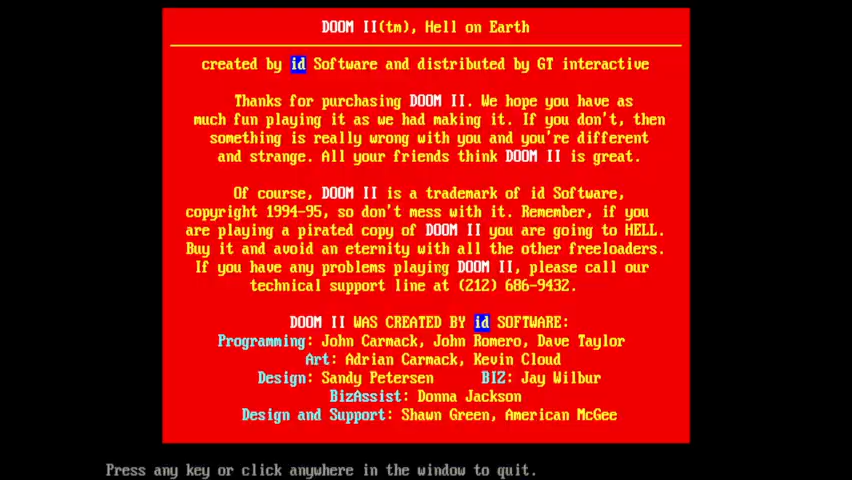 DOOM II(tm), Hell on Earth
created by id Software and distributed by GT interactive
Thanks for purchasing DOOM II. We hope you have as
much fun playing it as we had making it. If you don't, then
something is really wrong with you and you're different
and strange. All your friends think DOOM II is great.
Of course, DOOM II is a trademark of id Software,
copyright 1994-95, so don't mess with it. Remember, if you
are playing a pirated copy of DOOM II you are going to HELL.
Buy it and avoid an eternity with all the other freeloaders.
If you have any problems playing DOOM II, please call our
technical support line at (212) 686-9432.
DOOM II WAS CREATED BY id SOFTWARE:
Programming: John Carmack, John Romero, Dave Taylor
Art: Adrian Carmack, Kevin Cloud
Design: Sandy Petersen BIZ: Jay Wilbur
BizAssist: Donna Jackson
Design and Support: Shawn Green, American McGee
Press any key or click anywhere in the window to quit.